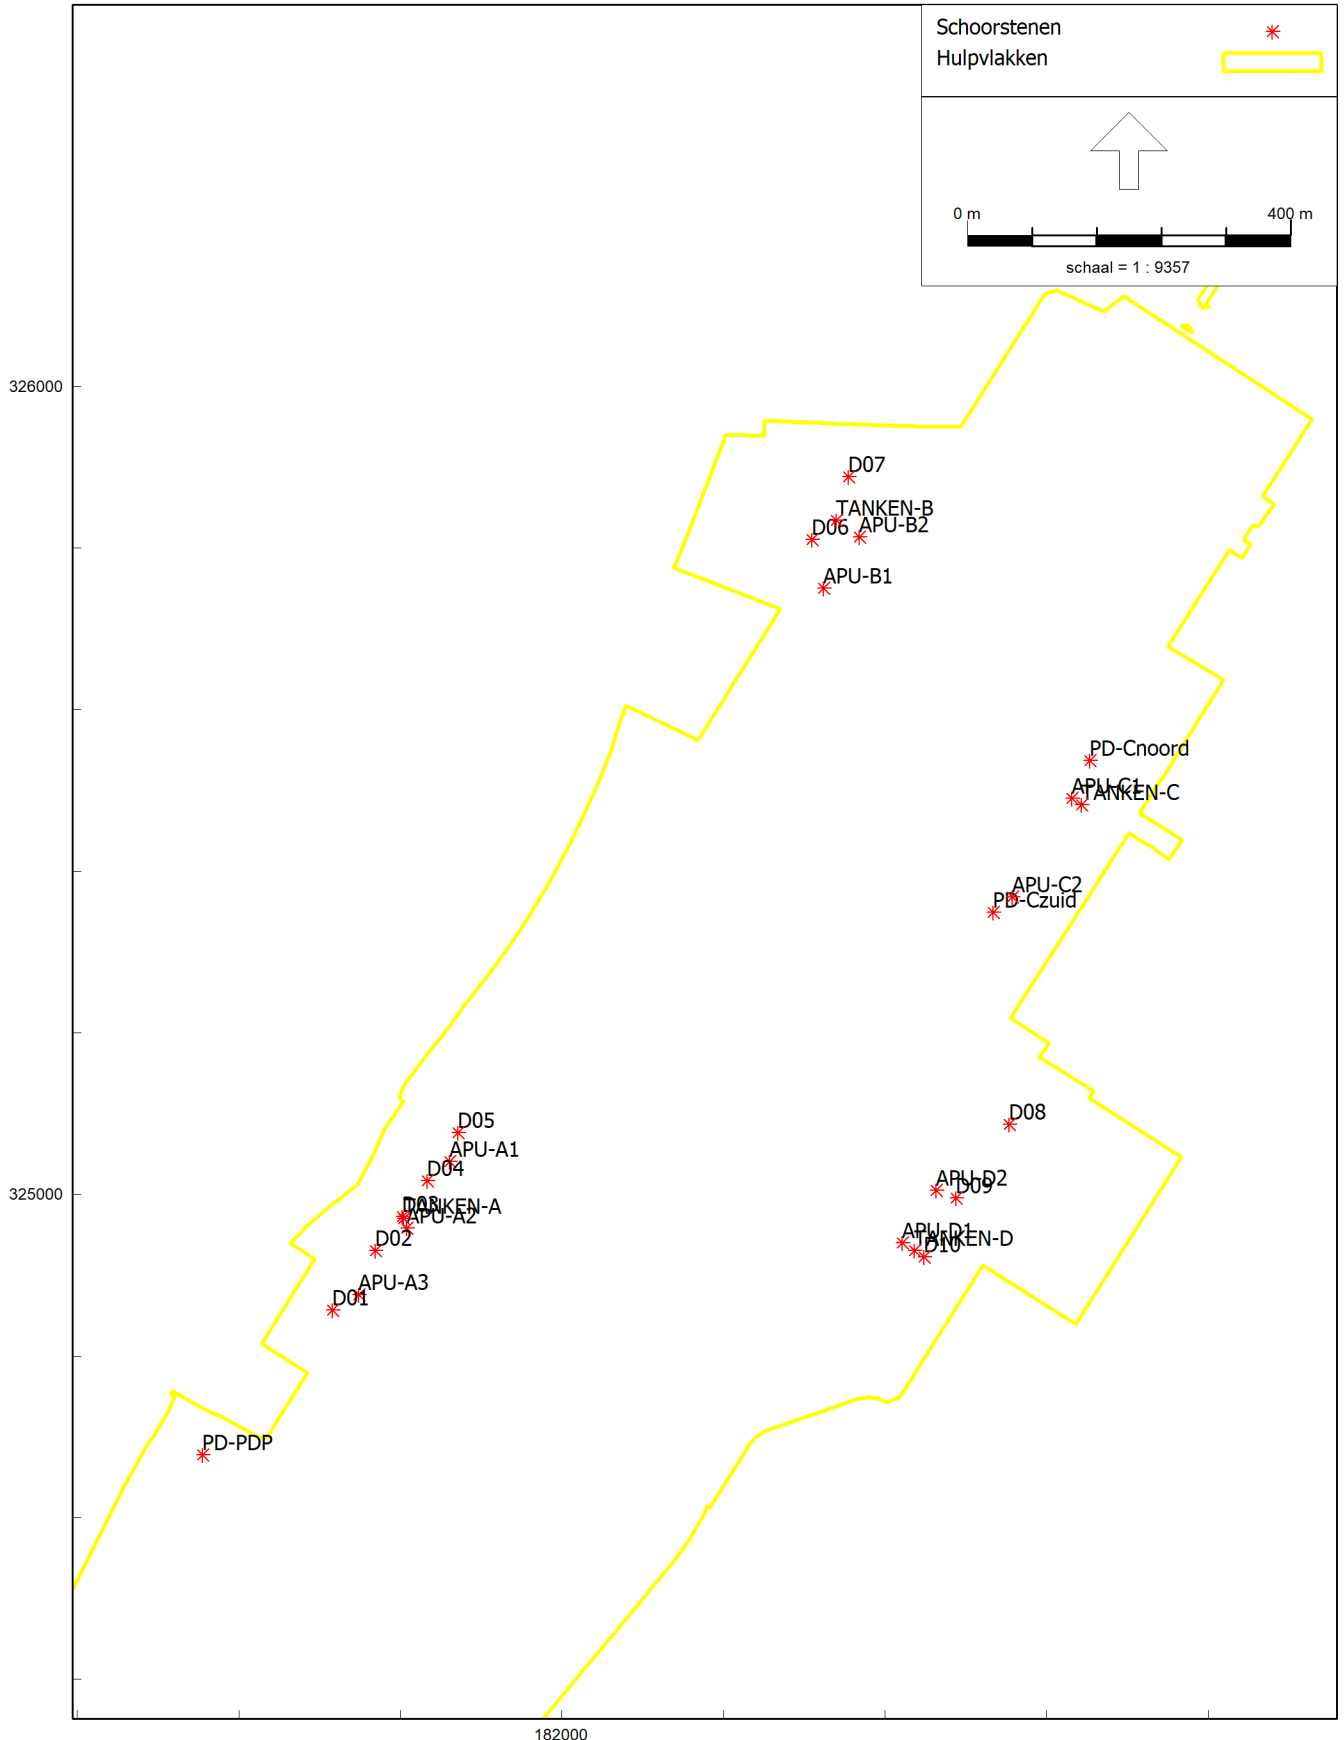 Schoorstenen
Hulpvlakken
0 m 400 m
schaal = 1 : 9357
326000
D07
TANKEN-B
D06 APU-B2
APU-B1
PD-Cnoord
APU-C1
TANKEN-C
APU-C2
PD-Czuid
D05
D08
APU-A1
D04
APU-D2
D09
325000
D03
TANKEN-A
APU-A2
D02
APU-D1
TANKEN-D
D10
APU-A3
D01
PD-PDP
182000